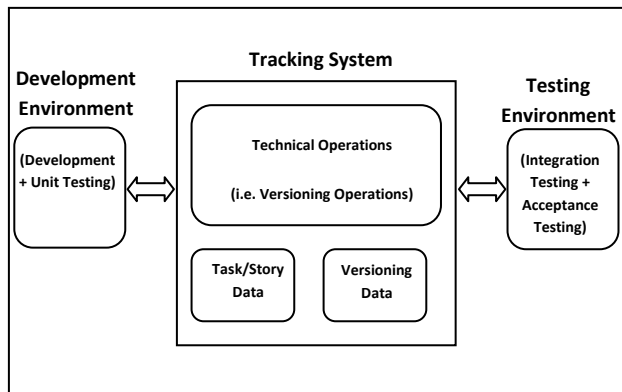 Development
Environment
(Development
+ Unit Testing)
Tracking System
Technical Operations
(i.e. Versioning Operations)
Task/Story
Data
Versioning
Data
Testing
Environment
(Integration
Testing +
Acceptance
Testing)